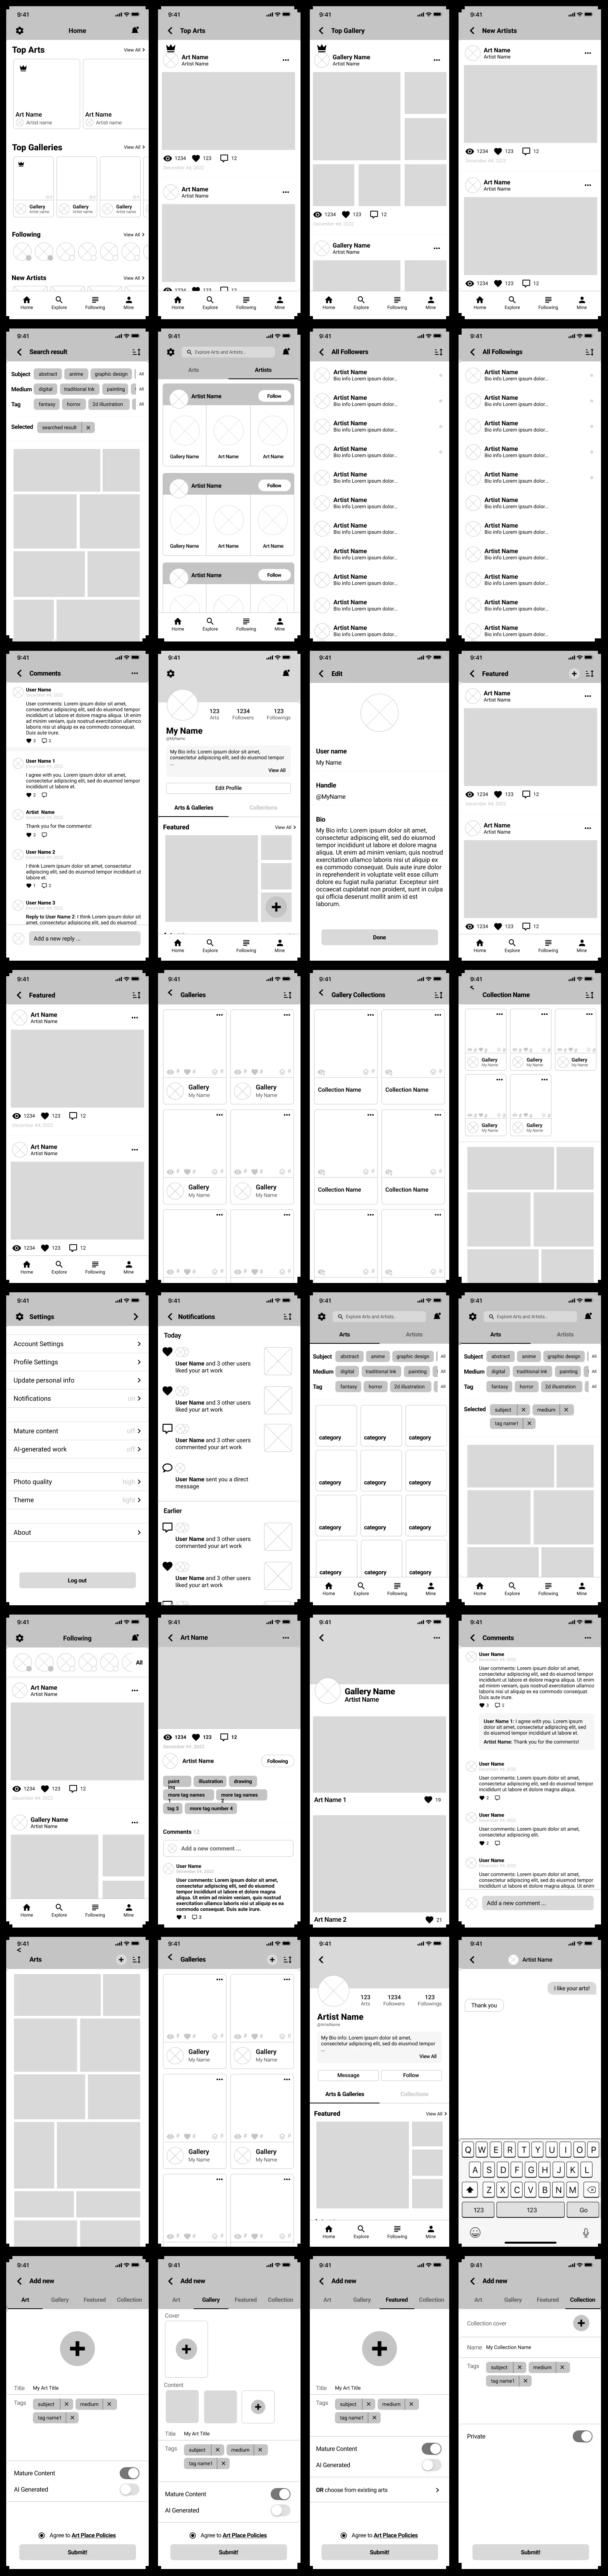 9:41
Home
Top Arts
View All
Art Name
Artist name
Art Name
Artist name
Top Galleries
View All
Gallery
Artist name
Gallery
Artist name
Gallery
Artist name
Following
View All
New Artists
View All
Home Explore Following Mine
9:41
Top Arts
Art Name
Artist Name
1234 123 12
December 04, 2022
Art Name
Artist Name
1234 123 12
Home Explore Following Mine
9:41
Top Gallery
Gallery Name
Artist Name
1234 123 12
December 04, 2022
Gallery Name
Artist Name
Home Explore Following Mine
9:41
New Artists
Art Name
Artist Name
1234 123 12
December 04, 2022
Art Name
Artist Name
1234 123 12
Home Explore Following Mine
9:41
Search result
Subject abstract anime graphic design All
Medium digital traditional Ink painting All
Tag fantasy horror 2d illustration All
Selected searched result
9:41
Explore Arts and Artists...
Arts Artists
Artist Name Follow
Gallery Name Art Name Art Name
Artist Name Follow
Gallery Name Art Name Art Name
Artist Name Follow
Home Explore Following Mine
9:41
All Followers
Artist Name
Bio info Lorem ipsum dolor...
Artist Name
Bio info Lorem ipsum dolor...
Artist Name
Bio info Lorem ipsum dolor...
Artist Name
Bio info Lorem ipsum dolor...
Artist Name
Bio info Lorem ipsum dolor...
Artist Name
Bio info Lorem ipsum dolor...
Artist Name
Bio info Lorem ipsum dolor...
Artist Name
Bio info Lorem ipsum dolor...
Artist Name
Bio info Lorem ipsum dolor...
Artist Name
Bio info Lorem ipsum dolor...
Artist Name
Bio info Lorem ipsum dolor...
9:41
All Followings
Artist Name
Bio info Lorem ipsum dolor...
Artist Name
Bio info Lorem ipsum dolor...
Artist Name
Bio info Lorem ipsum dolor...
Artist Name
Bio info Lorem ipsum dolor...
Artist Name
Bio info Lorem ipsum dolor...
Artist Name
Bio info Lorem ipsum dolor...
Artist Name
Bio info Lorem ipsum dolor...
Artist Name
Bio info Lorem ipsum dolor...
Artist Name
Bio info Lorem ipsum dolor...
Artist Name
Bio info Lorem ipsum dolor...
Artist Name
Bio info Lorem ipsum dolor...
9:41
Comments
User Name
December 04, 2022
User comments: Lorem ipsum dolor sit amet,
consectetur adipiscing elit, sed do eiusmod tempor
incididunt ut labore et dolore magna aliqua. Ut enim
ad minim veniam, quis nostrud exercitation ullamco
laboris nisi ut aliquip ex ea commodo consequat.
Duis aute irure.
3 2
User Name 1
December 04, 2022
I agree with you. Lorem ipsum dolor sit amet,
consectetur adipiscing elit, sed do eiusmod tempor
incididunt ut labore et.
2
Artist Name
December 04, 2022
Thank you for the comments!
2
User Name 2
December 04, 2022
I think Lorem ipsum dolor sit amet, consectetur
adipiscing elit, sed do eiusmod tempor incididunt ut
labore et.
1 2
User Name 3
December 04, 2022
Reply to User Name 2: I think Lorem ipsum dolor sit
amet, consectetur adipiscing elit, sed do eiusmod
Add a new reply ...
9:41
123 1234 123
Arts Followers Followings
My Name
@MyName
My Bio info: Lorem ipsum dolor sit amet,
consectetur adipiscing elit, sed do eiusmod tempor
...
View All
Edit Profile
Arts & Galleries Collections
Featured View All
Home Explore Following Mine
9:41
Edit
User name
My Name
Handle
@MyName
Bio
My Bio info: Lorem ipsum dolor sit amet,
consectetur adipiscing elit, sed do eiusmod
tempor incididunt ut labore et dolore magna
aliqua. Ut enim ad minim veniam, quis nostrud
exercitation ullamco laboris nisi ut aliquip ex
ea commodo consequat. Duis aute irure dolor
in reprehenderit in voluptate velit esse cillum
dolore eu fugiat nulla pariatur. Excepteur sint
occaecat cupidatat non proident, sunt in culpa
qui officia deserunt mollit anim id est
laborum.
Done
9:41
Featured
Art Name
Artist Name
1234 123 12
December 04, 2022
Art Name
Artist Name
1234 123 12
Home Explore Following Mine
9:41
Featured
Art Name
Artist Name
1234 123 12
December 04, 2022
Art Name
Artist Name
1234 123 12
Home Explore Following Mine
9:41
Galleries
# # #
# # #
Gallery
My Name
Gallery
My Name
# # #
# # #
Gallery
My Name
Gallery
My Name
# # #
# # #
9:41
Gallery Collections
#
#
Collection Name Collection Name
#
#
Collection Name Collection Name
#
#
9:41
Collection Name
Gallery
My Name
Gallery
My Name
Gallery
My Name
Gallery
My Name
Gallery
My Name
9:41
Settings
Account Settings
Profile Settings
Update personal info
Notifications on
Mature content off
AI-generated work off
Photo quality high
Theme light
About
Log out
9:41
Notifications
Today
User Name and 3 other users
liked your art work
User Name and 3 other users
liked your art work
User Name and 3 other users
commented your art work
User Name sent you a direct
message
Earlier
User Name and 3 other users
commented your art work
User Name and 3 other users
liked your art work
9:41
Explore Arts and Artists...
Arts Artists
Subject abstract anime graphic design All
Medium digital traditional Ink painting All
Tag fantasy horror 2d illustration All
category category category
category category category
category category category
category category category
Home Explore Following Mine
9:41
Explore Arts and Artists...
Arts Artists
Subject abstract anime graphic design All
Medium digital traditional Ink painting All
Tag fantasy horror 2d illustration All
Selected subject medium
tag name1
Home Explore Following Mine
9:41
Following
All
Art Name
Artist Name
1234 123 12
December 04, 2022
Gallery Name
Artist Name
Home Explore Following Mine
9:41
Art Name
1234 123 12
December 04, 2022
Artist Name Following
paint
ing
illustration drawing
more tag names
1
more tag names
2
tag 3 more tag number 4
Comments 12
Add a new comment ...
User Name
December 04, 2022
User comments: Lorem ipsum dolor sit amet,
consectetur adipiscing elit, sed do eiusmod
tempor incididunt ut labore et dolore magna
aliqua. Ut enim ad minim veniam, quis nostrud
exercitation ullamco laboris nisi ut aliquip ex
ea commodo consequat. Duis aute irure.
3 2
9:41
Gallery Name
Artist Name
Art Name 1 19
Art Name 2 21
9:41
Comments
User Name
December 04, 2022
User comments: Lorem ipsum dolor sit amet,
consectetur adipiscing elit, sed do eiusmod tempor
incididunt ut labore et dolore magna aliqua. Ut enim
ad minim veniam, quis nostrud exercitation ullamco
laboris nisi ut aliquip ex ea commodo consequat.
Duis aute irure.
3 2
User Name 1: I agree with you. Lorem ipsum
dolor sit amet, consectetur adipiscing elit, sed
do eiusmod tempor incididunt ut labore et.
Artist Name: Thank you for the comments!
User Name
December 04, 2022
User comments: Lorem ipsum dolor sit amet,
consectetur adipiscing elit, sed do eiusmod tempor
incididunt ut labore et dolore magna aliqua.
2
User Name
December 04, 2022
User comments: Lorem ipsum dolor sit amet,
consectetur adipiscing elit.
2
User Name
December 04, 2022
User comments: Lorem ipsum dolor sit amet,
consectetur adipiscing elit, sed do eiusmod tempor
incididunt ut labore et dolore magna aliqua. Ut enim
Add a new comment ...
9:41
Arts
9:41
Galleries
# # #
# # #
Gallery
My Name
Gallery
My Name
# # #
# # #
Gallery
My Name
Gallery
My Name
# # #
# # #
9:41
123 1234 123
Arts Followers Followings
Artist Name
@ArtistName
My Bio info: Lorem ipsum dolor sit amet,
consectetur adipiscing elit, sed do eiusmod tempor
...
View All
Message Follow
Arts & Galleries Collections
Featured View All
Home Explore Following Mine
9:41
Artist Name
I like your arts!
Thank you
Q W E R T Y U I O P
A S D F G H J K L
Z X C V B N M
123 123 Go
9:41
Add new
Art Gallery Featured Collection
Title My Art Title
Tags subject medium
tag name1
Mature Content
AI Generated
Agree to Art Place Policies
Submit!
9:41
Add new
Art Gallery Featured Collection
Cover
Content
Title My Art Title
Tags subject medium
tag name1
Mature Content
AI Generated
Agree to Art Place Policies
Submit!
9:41
Add new
Art Gallery Featured Collection
Title My Art Title
Tags subject medium
tag name1
Mature Content
AI Generated
OR choose from existing arts
Agree to Art Place Policies
Submit!
9:41
Add new
Art Gallery Featured Collection
Collection cover
Name My Collection Name
Tags subject medium
tag name1
Private
Submit!